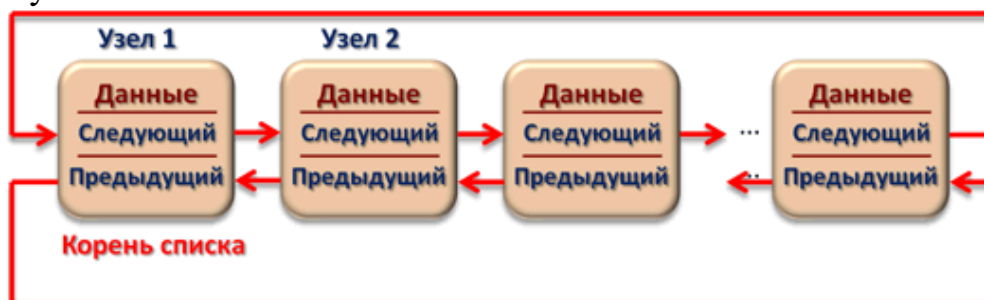 Узел 1 Узел 2
Данные Данные Данные Данные
Следующий Следующий Следующий ... Следующий
Предыдущий Предыдущий Предыдущий ... Предыдущий
Корень списка